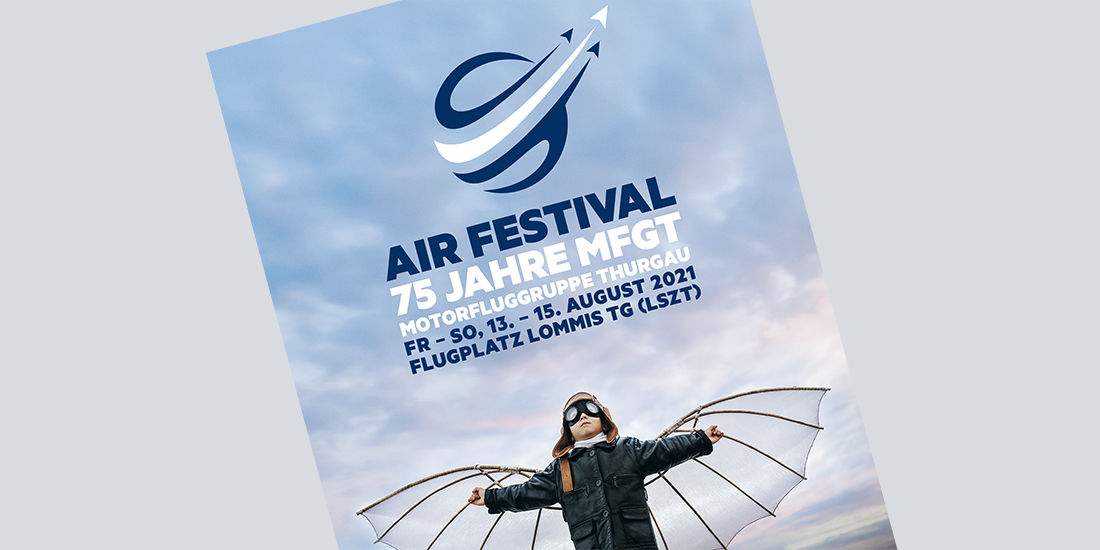 AIR FESTIVAL
75 JAHRE MFGT
MOTORFLUGGRUPPE THURGAU
FR – SO, 13. – 15. AUGUST 2021
FLUGPLATZ LOMMIS TG (LSZT)